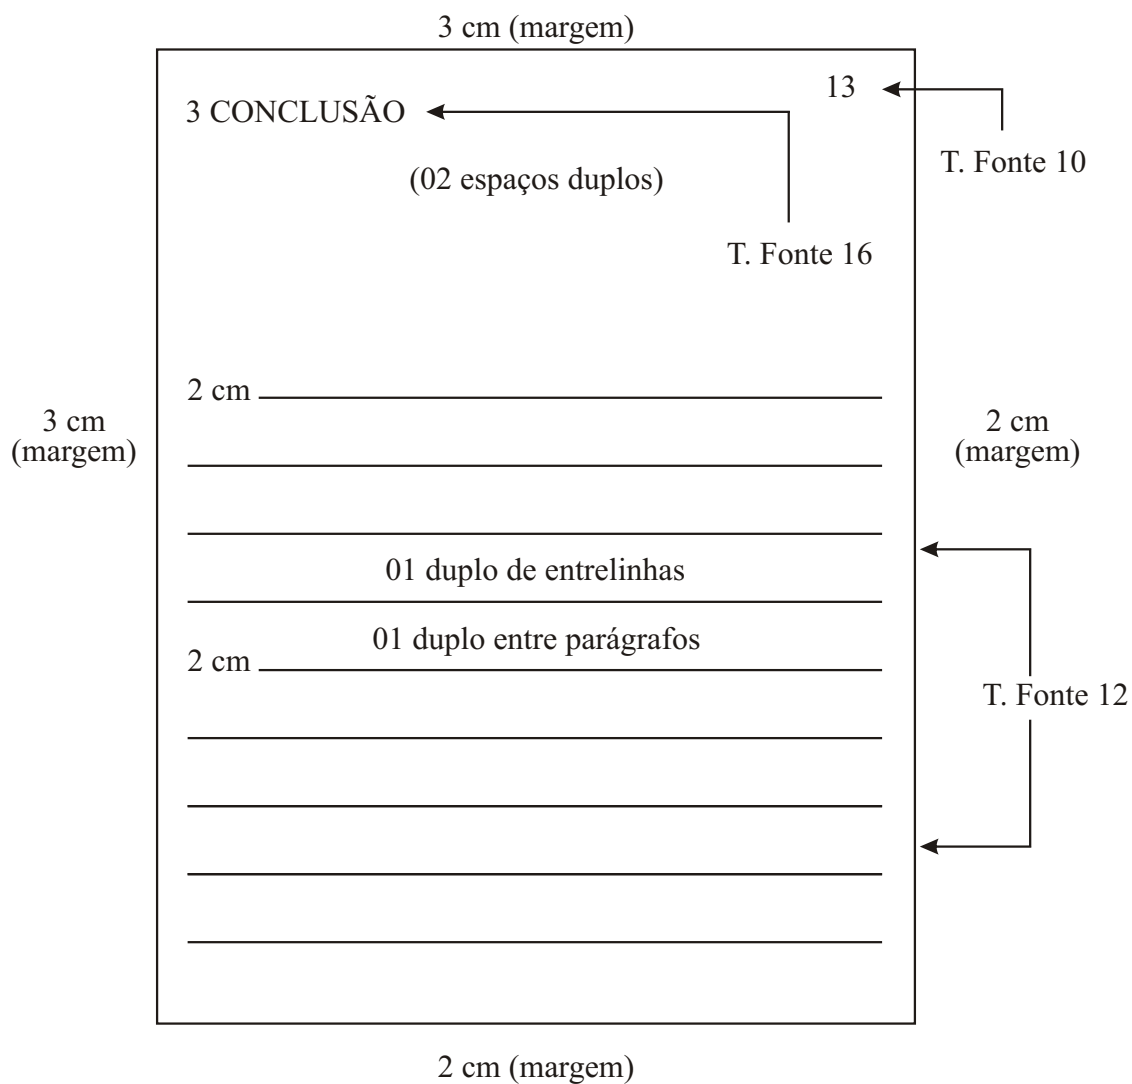 3 cm (margem)
13
3 CONCLUSÃO
T. Fonte 10
(02 espaços duplos)
T. Fonte 16
2 cm
3 cm
(margem)
2 cm
(margem)
01 duplo de entrelinhas
01 duplo entre parágrafos
2 cm
T. Fonte 12
2 cm (margem)